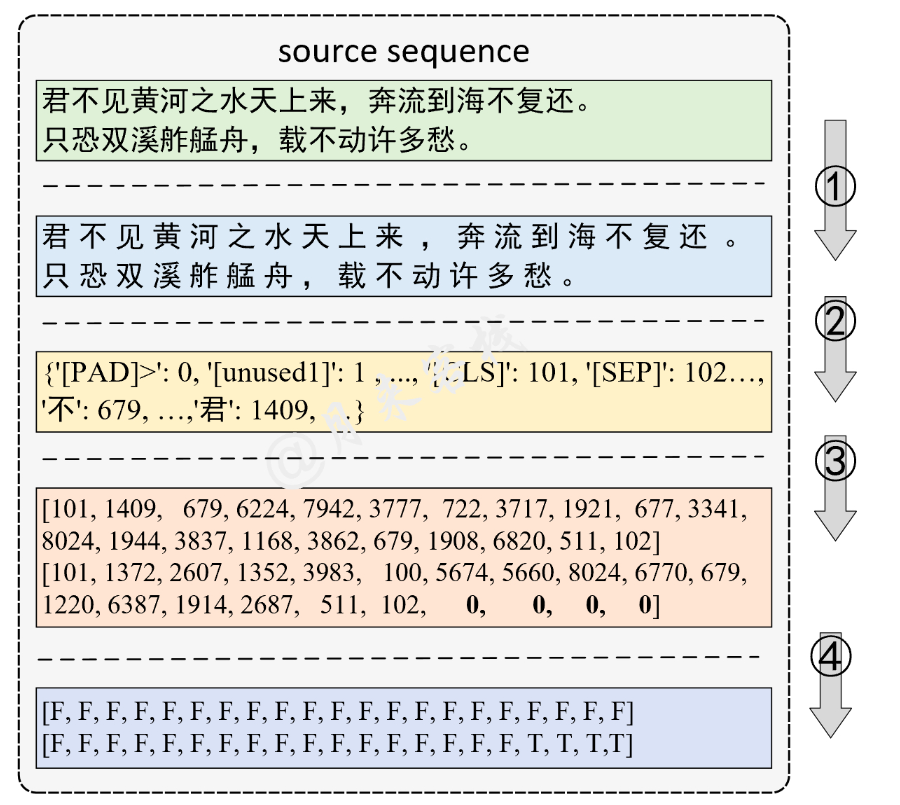 source sequence
君不见黄河之水天上来，奔流到海不复还。
只恐双溪舴艋舟，载不动许多愁。
①
君 不 见 黄 河 之 水 天 上 来 ， 奔 流 到 海 不 复 还 。
只 恐 双 溪 舴 艋 舟 ， 载 不 动 许 多 愁 。
②
{'[PAD]>': 0, '[unused1]': 1 , ..., '[CLS]': 101, '[SEP]': 102…,
'不': 679, …,'君': 1409, …}
@月来客栈
③
[101, 1409, 679, 6224, 7942, 3777, 722, 3717, 1921, 677, 3341,
8024, 1944, 3837, 1168, 3862, 679, 1908, 6820, 511, 102]
[101, 1372, 2607, 1352, 3983, 100, 5674, 5660, 8024, 6770, 679,
1220, 6387, 1914, 2687, 511, 102, 0, 0, 0, 0]
④
[F, F, F, F, F, F, F, F, F, F, F, F, F, F, F, F, F, F, F, F, F]
[F, F, F, F, F, F, F, F, F, F, F, F, F, F, F, F, F, T, T, T,T]